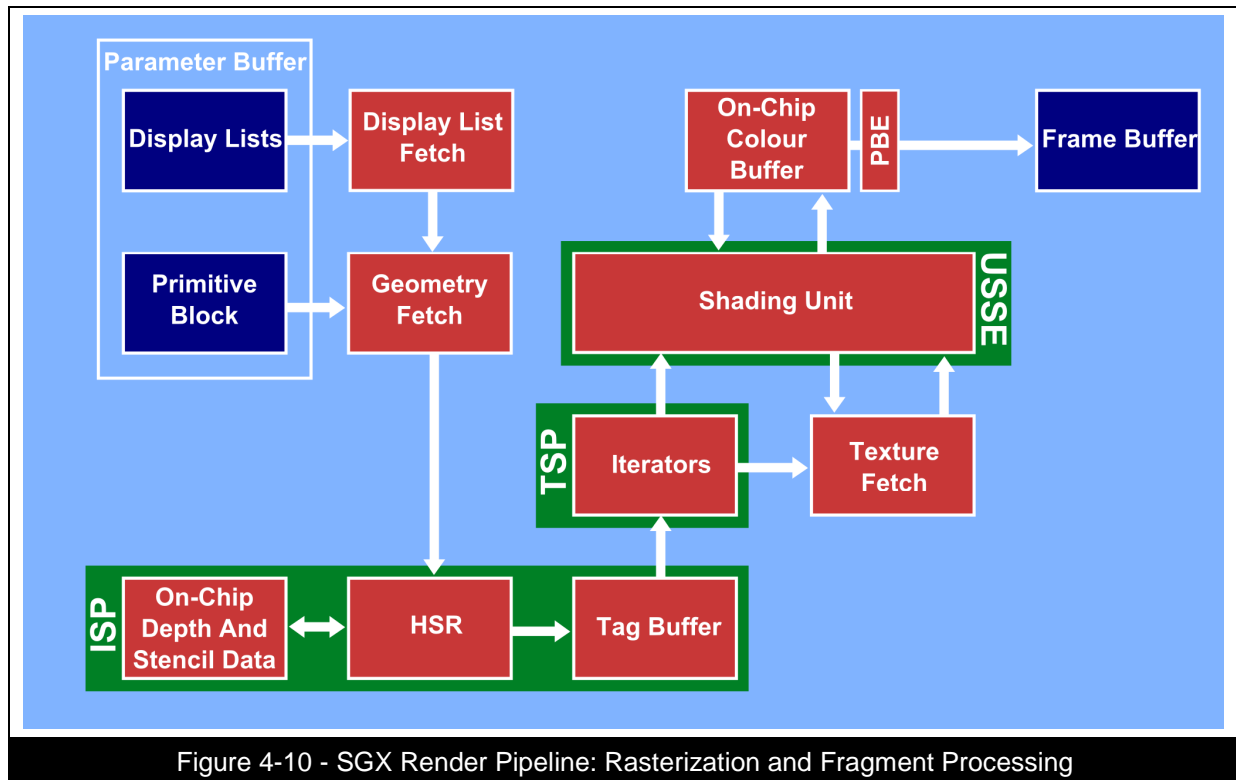 Parameter Buffer
Display Lists
Display List
Fetch
On-Chip
Colour
Buffer
PBE
Frame Buffer
Primitive
Block
Geometry
Fetch
Shading Unit
USSE
TSP
Iterators
Texture
Fetch
ISP
On-Chip
Depth And
Stencil Data
HSR
Tag Buffer
Figure 4-10 - SGX Render Pipeline: Rasterization and Fragment Processing